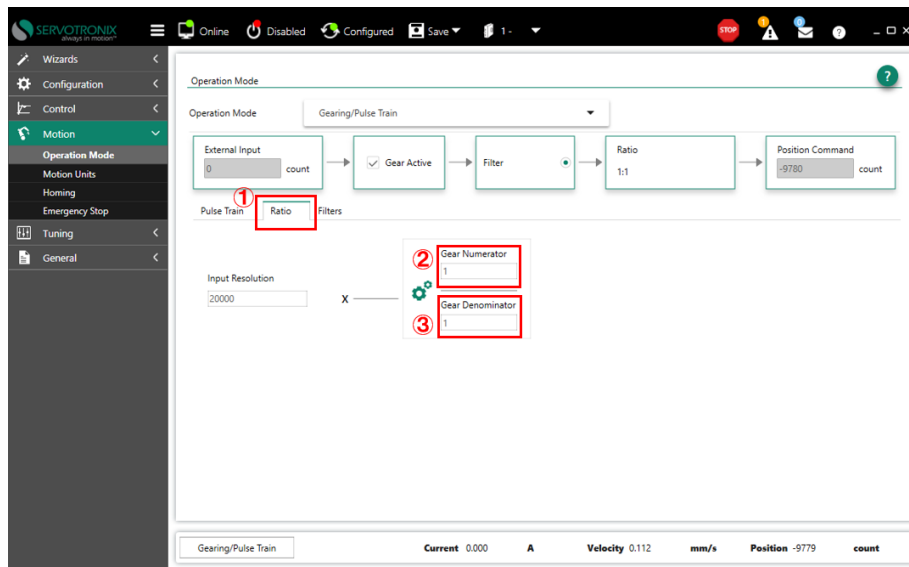 SERVOTRONIX
always in motion™
Online
Disabled
Configured
Save
1 -
STOP
1
0
?
Wizards
Configuration
Control
Motion
Operation Mode
Motion Units
Homing
Emergency Stop
Tuning
General
Operation Mode
?
Operation Mode
Gearing/Pulse Train
External Input
0
count
Gear Active
Filter
Ratio
1:1
Position Command
-9780
count
①
Pulse Train
Ratio
Filters
Input Resolution
20000
X
②
Gear Numerator
1
③
Gear Denominator
1
Gearing/Pulse Train
Current 0.000 A
Velocity 0.112 mm/s
Position -9779 count